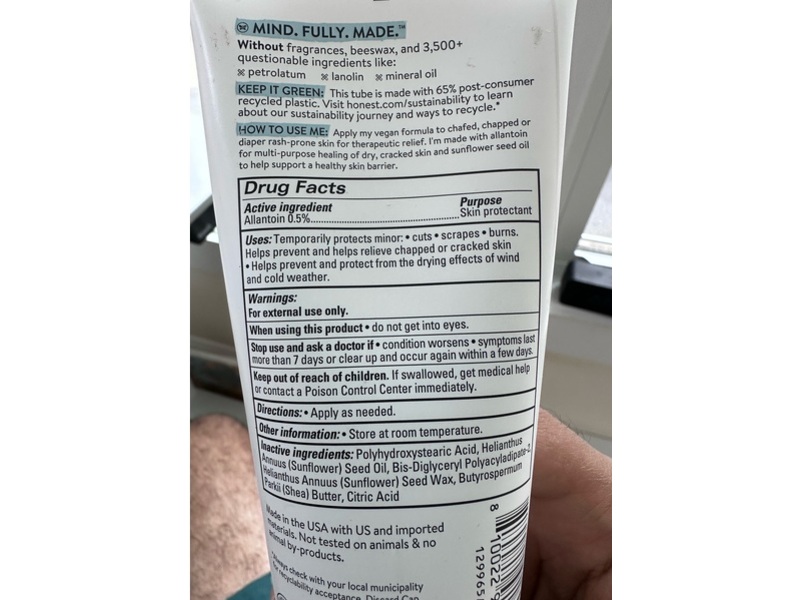 MIND. FULLY. MADE.™
Without fragrances, beeswax, and 3,500+
questionable ingredients like:
petrolatum lanolin mineral oil
KEEP IT GREEN: This tube is made with 65% post-consumer
recycled plastic. Visit honest.com/sustainability to learn
about our sustainability journey and ways to recycle.*
HOW TO USE ME: Apply my vegan formula to chafed, chapped or
diaper rash-prone skin for therapeutic relief. I'm made with allantoin
for multi-purpose healing of dry, cracked skin and sunflower seed oil
to help support a healthy skin barrier.
Drug Facts
Active ingredient Purpose
Allantoin 0.5%..................................................Skin protectant
Uses: Temporarily protects minor: • cuts • scrapes • burns.
Helps prevent and helps relieve chapped or cracked skin
• Helps prevent and protect from the drying effects of wind
and cold weather.
Warnings:
For external use only.
When using this product • do not get into eyes.
Stop use and ask a doctor if • condition worsens • symptoms last
more than 7 days or clear up and occur again within a few days.
Keep out of reach of children. If swallowed, get medical help
or contact a Poison Control Center immediately.
Directions: • Apply as needed.
Other information: • Store at room temperature.
Inactive ingredients: Polyhydroxystearic Acid, Helianthus
Annuus (Sunflower) Seed Oil, Bis-Diglyceryl Polyacyladipate-2
Helianthus Annuus (Sunflower) Seed Wax, Butyrospermum
Parkii (Shea) Butter, Citric Acid
Made in the USA with US and imported
materials. Not tested on animals & no
animal by-products.
*Always check with your local municipality
for recyclability acceptance. Discard Cap
8 10022 9
129654